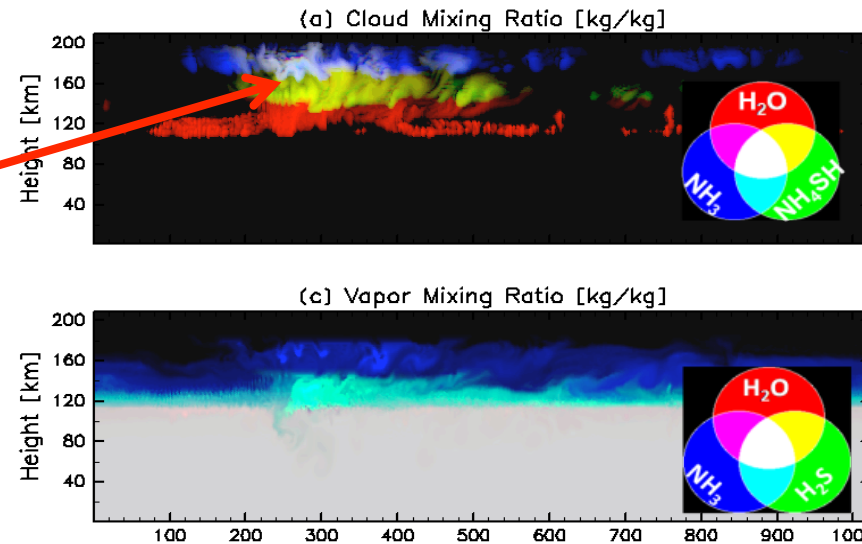 (a) Cloud Mixing Ratio [kg/kg]
Height [km]
200
160
120
80
40
H₂O
NH₃
NH₄SH
(c) Vapor Mixing Ratio [kg/kg]
Height [km]
200
160
120
80
40
H₂O
NH₃
H₂S
100 200 300 400 500 600 700 800 900 100